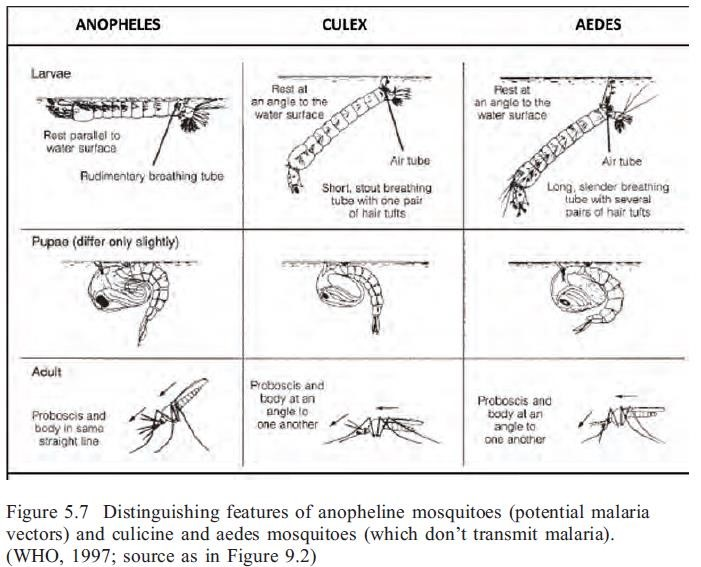 ANOPHELES
CULEX
AEDES
Larvae
Rest parallel to
water surface
Rudimentary breathing tube
Rest at
an angle to the
water surface
Air tube
Short, stout breathing
tube with one pair
of hair tufts
Rest at
an angle to the
water surface
Air tube
Long, slender breathing
tube with several
pairs of hair tufts
Pupae (differ only slightly)
Adult
Proboscis and
body in same
straight line
Proboscis and
body at an
angle to
one another
Proboscis and
body at an
angle to
one another
Figure 5.7 Distinguishing features of anopheline mosquitoes (potential malaria
vectors) and culicine and aedes mosquitoes (which don't transmit malaria).
(WHO, 1997; source as in Figure 9.2)